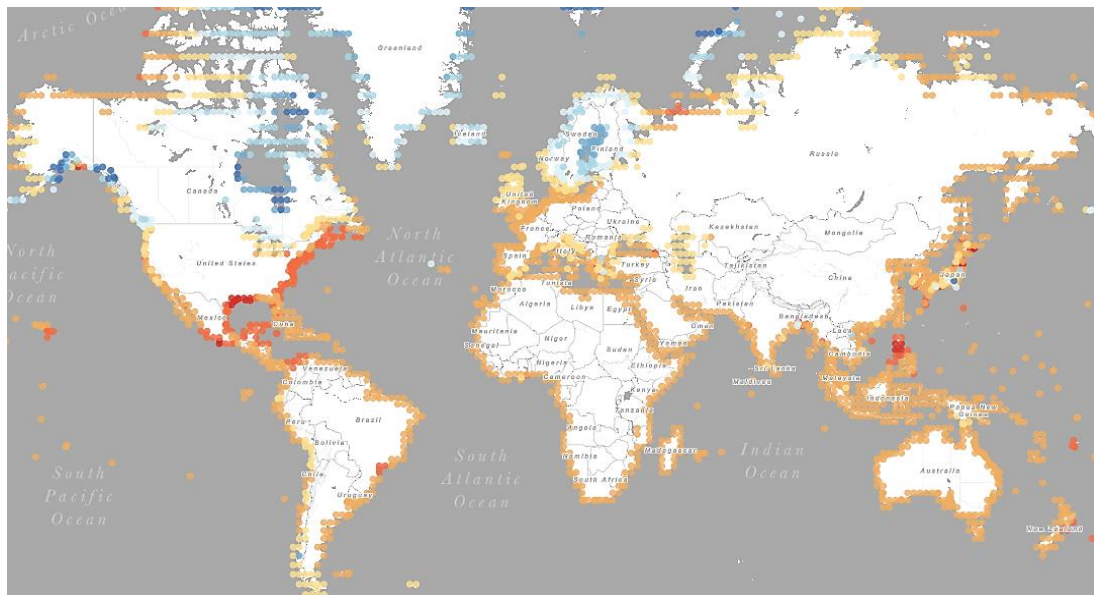 Arctic Ocean
Greenland
Iceland
Sweden
Finland
Norway
Russia
Canada
United
Kingdom
Poland
North
Atlantic
Ocean
France
Ukraine
Romania
Kazakhstan
Mongolia
North
Pacific
Ocean
United States
Spain
Italy
Turkey
Tajikistan
China
Japan
Morocco
Tunisia
Syria
Iran
Pakistan
Mexico
Cuba
Algeria
Libya
Egypt
Oman
Bangladesh
Laos
Mauritania
Niger
Sudan
Yemen
Cambodia
Senegal
Nigeria
Ethiopia
Sri Lanka
Venezuela
Colombia
Cameroon
Kenya
Maldives
Malaysia
Indonesia
Tanzania
Papua New
Guinea
Peru
Brazil
Bolivia
Angola
Namibia
Madagascar
Indian
Ocean
Australia
South
Pacific
Ocean
Chile
South
Atlantic
Ocean
South Africa
Uruguay
New Zealand